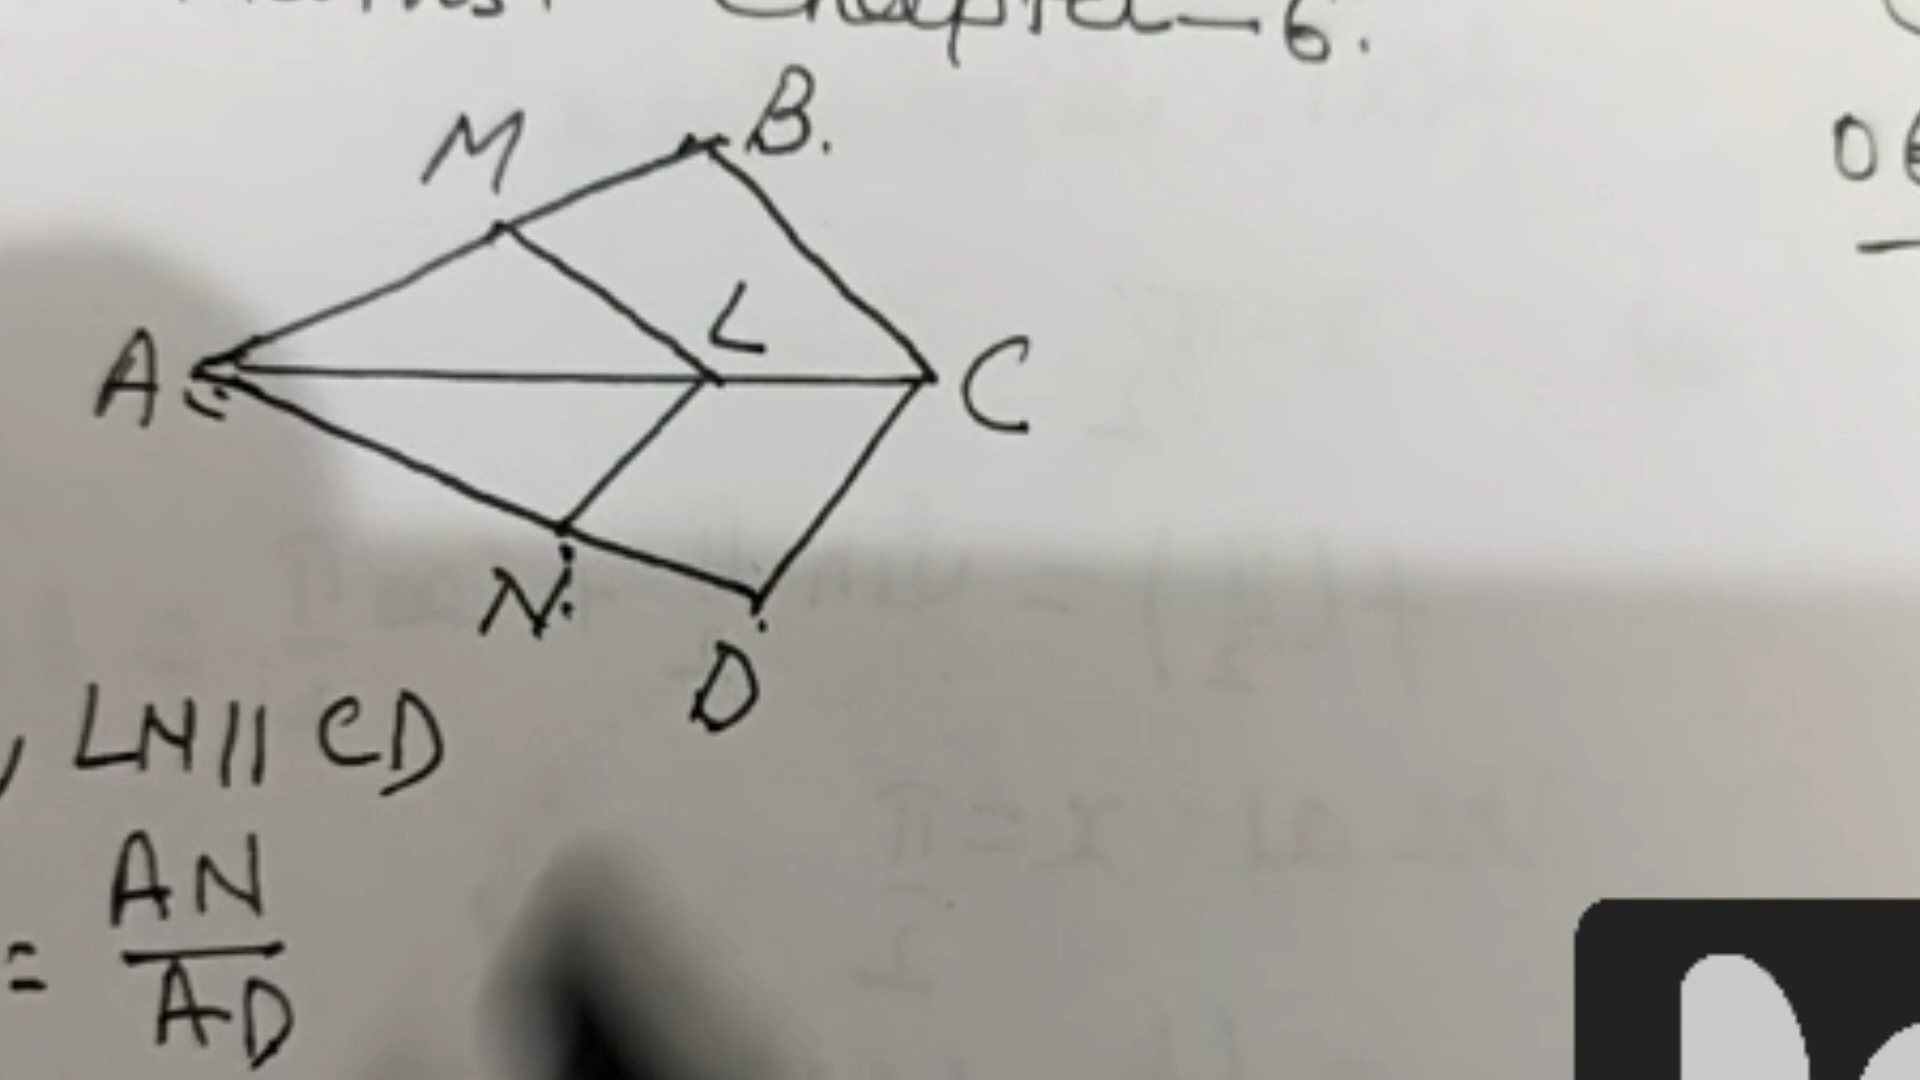 Chapter-6.
M
B.
L
A
C
N
D
, LN || CD
= AN
AD